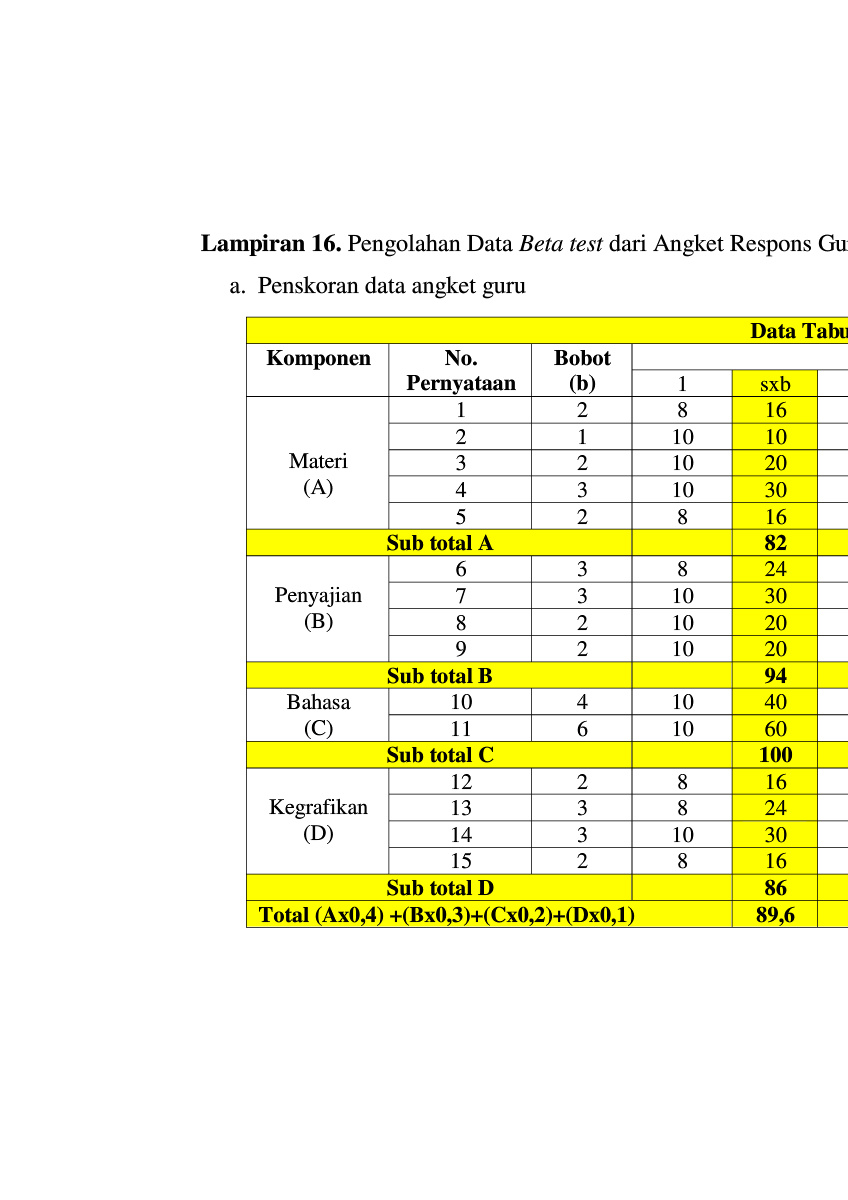 Lampiran 16. Pengolahan Data Beta test dari Angket Respons
a. Penskoran data angket guru
Data
Komponen No. Pernyataan Bobot (b) 1 sxb
Materi (A)
1 2 8 16
2 1 10 10
3 2 10 20
4 3 10 30
5 2 8 16
Sub total A 82
Penyajian (B)
6 3 8 24
7 3 10 30
8 2 10 20
9 2 10 20
Sub total B 94
Bahasa (C)
10 4 10 40
11 6 10 60
Sub total C 100
Kegrafikan (D)
12 2 8 16
13 3 8 24
14 3 10 30
15 2 8 16
Sub total D 86
Total (Ax0,4) +(Bx0,3)+(Cx0,2)+(Dx0,1) 89,6